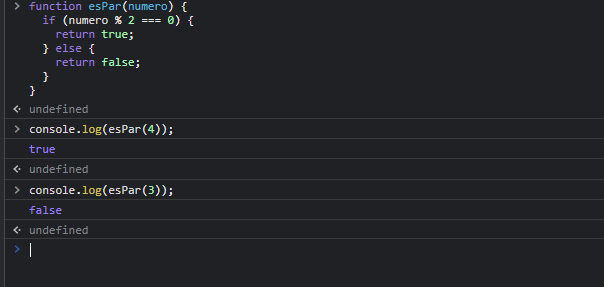 > function esPar(numero) {
if (numero % 2 === 0) {
return true;
} else {
return false;
}
}
<· undefined
> console.log(esPar(4));
true
<· undefined
> console.log(esPar(3));
false
<· undefined
>